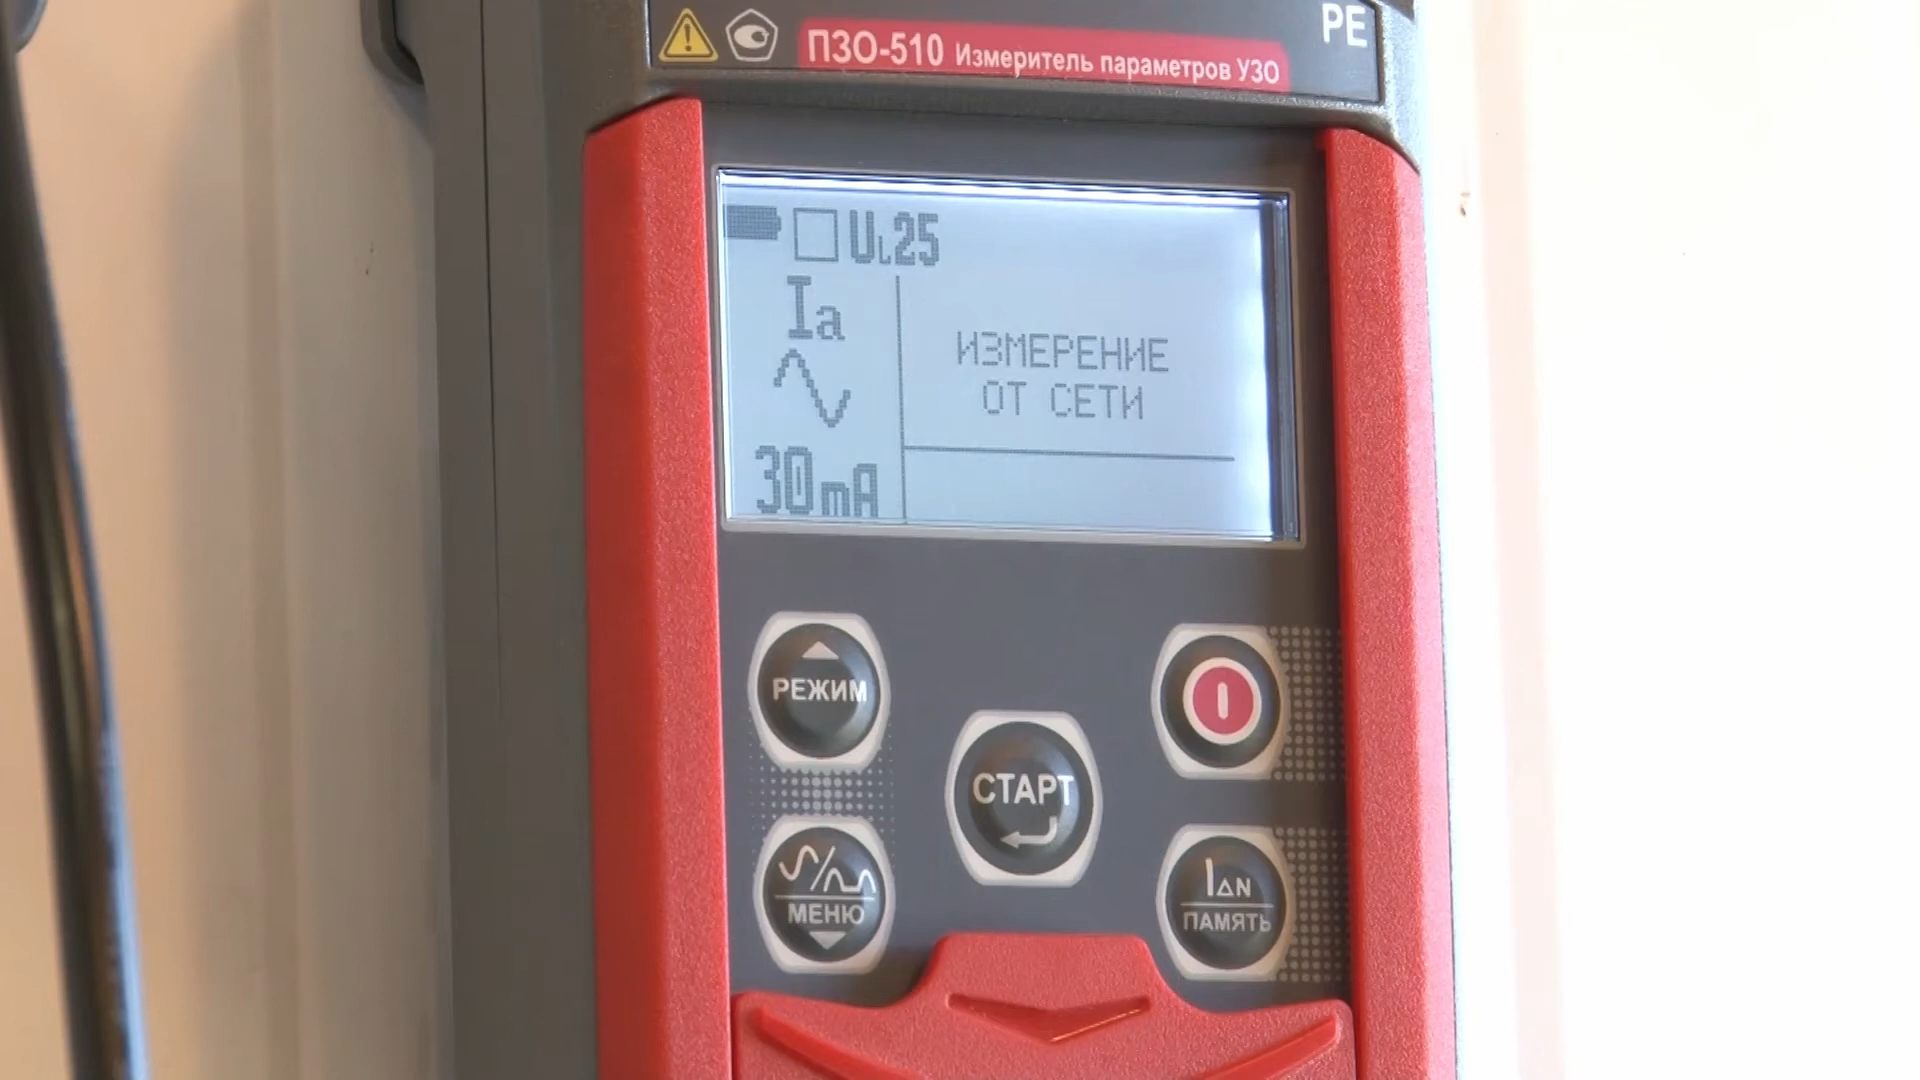 ПЗО-510 Измеритель параметров УЗО
PE
UL25
Ia
ИЗМЕРЕНИЕ
ОТ СЕТИ
30mA
РЕЖИМ
СТАРТ
МЕНЮ
IΔN
ПАМЯТЬ